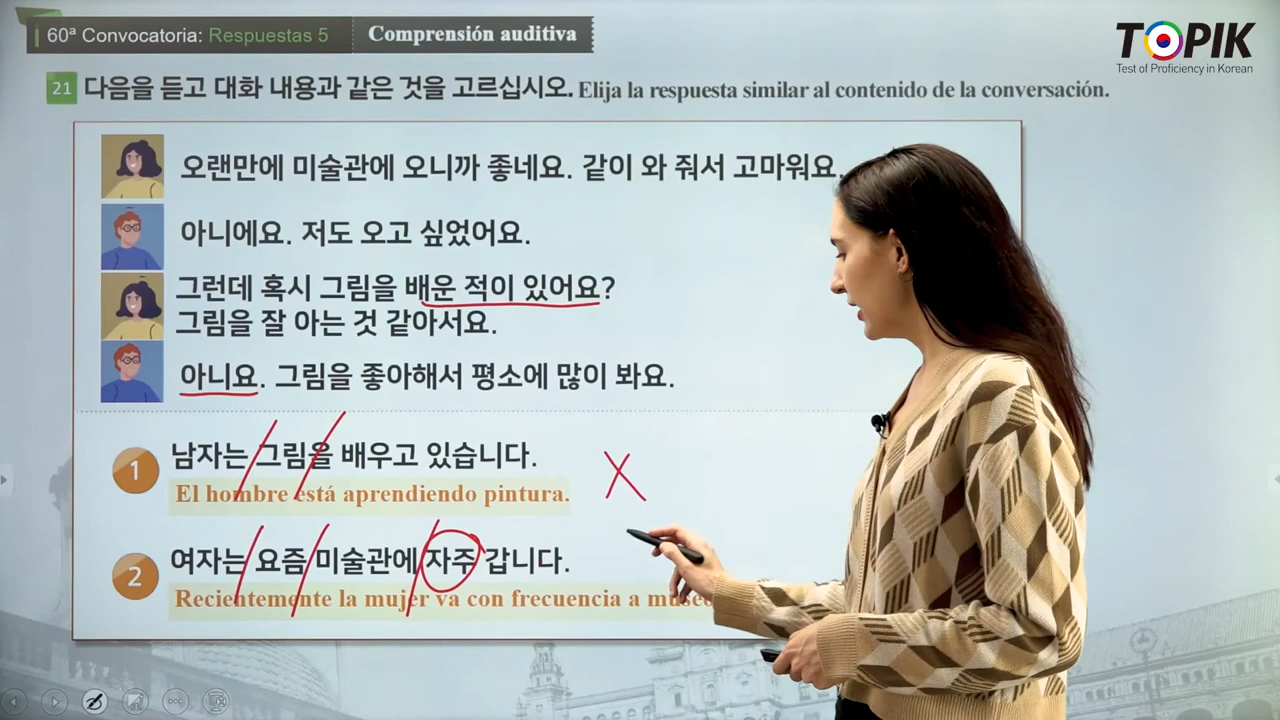 60ª Convocatoria: Respuestas 5 Comprensión auditiva
TOPIK
Test of Proficiency in Korean
21 다음을 듣고 대화 내용과 같은 것을 고르십시오. Elija la respuesta similar al contenido de la conversación.
오랜만에 미술관에 오니까 좋네요. 같이 와 줘서 고마워요.
아니에요. 저도 오고 싶었어요.
그런데 혹시 그림을 배운 적이 있어요?
그림을 잘 아는 것 같아서요.
아니요. 그림을 좋아해서 평소에 많이 봐요.
1 남자는 그림을 배우고 있습니다.
El hombre está aprendiendo pintura.
2 여자는 요즘 미술관에 자주 갑니다.
Recientemente la mujer va con frecuencia a